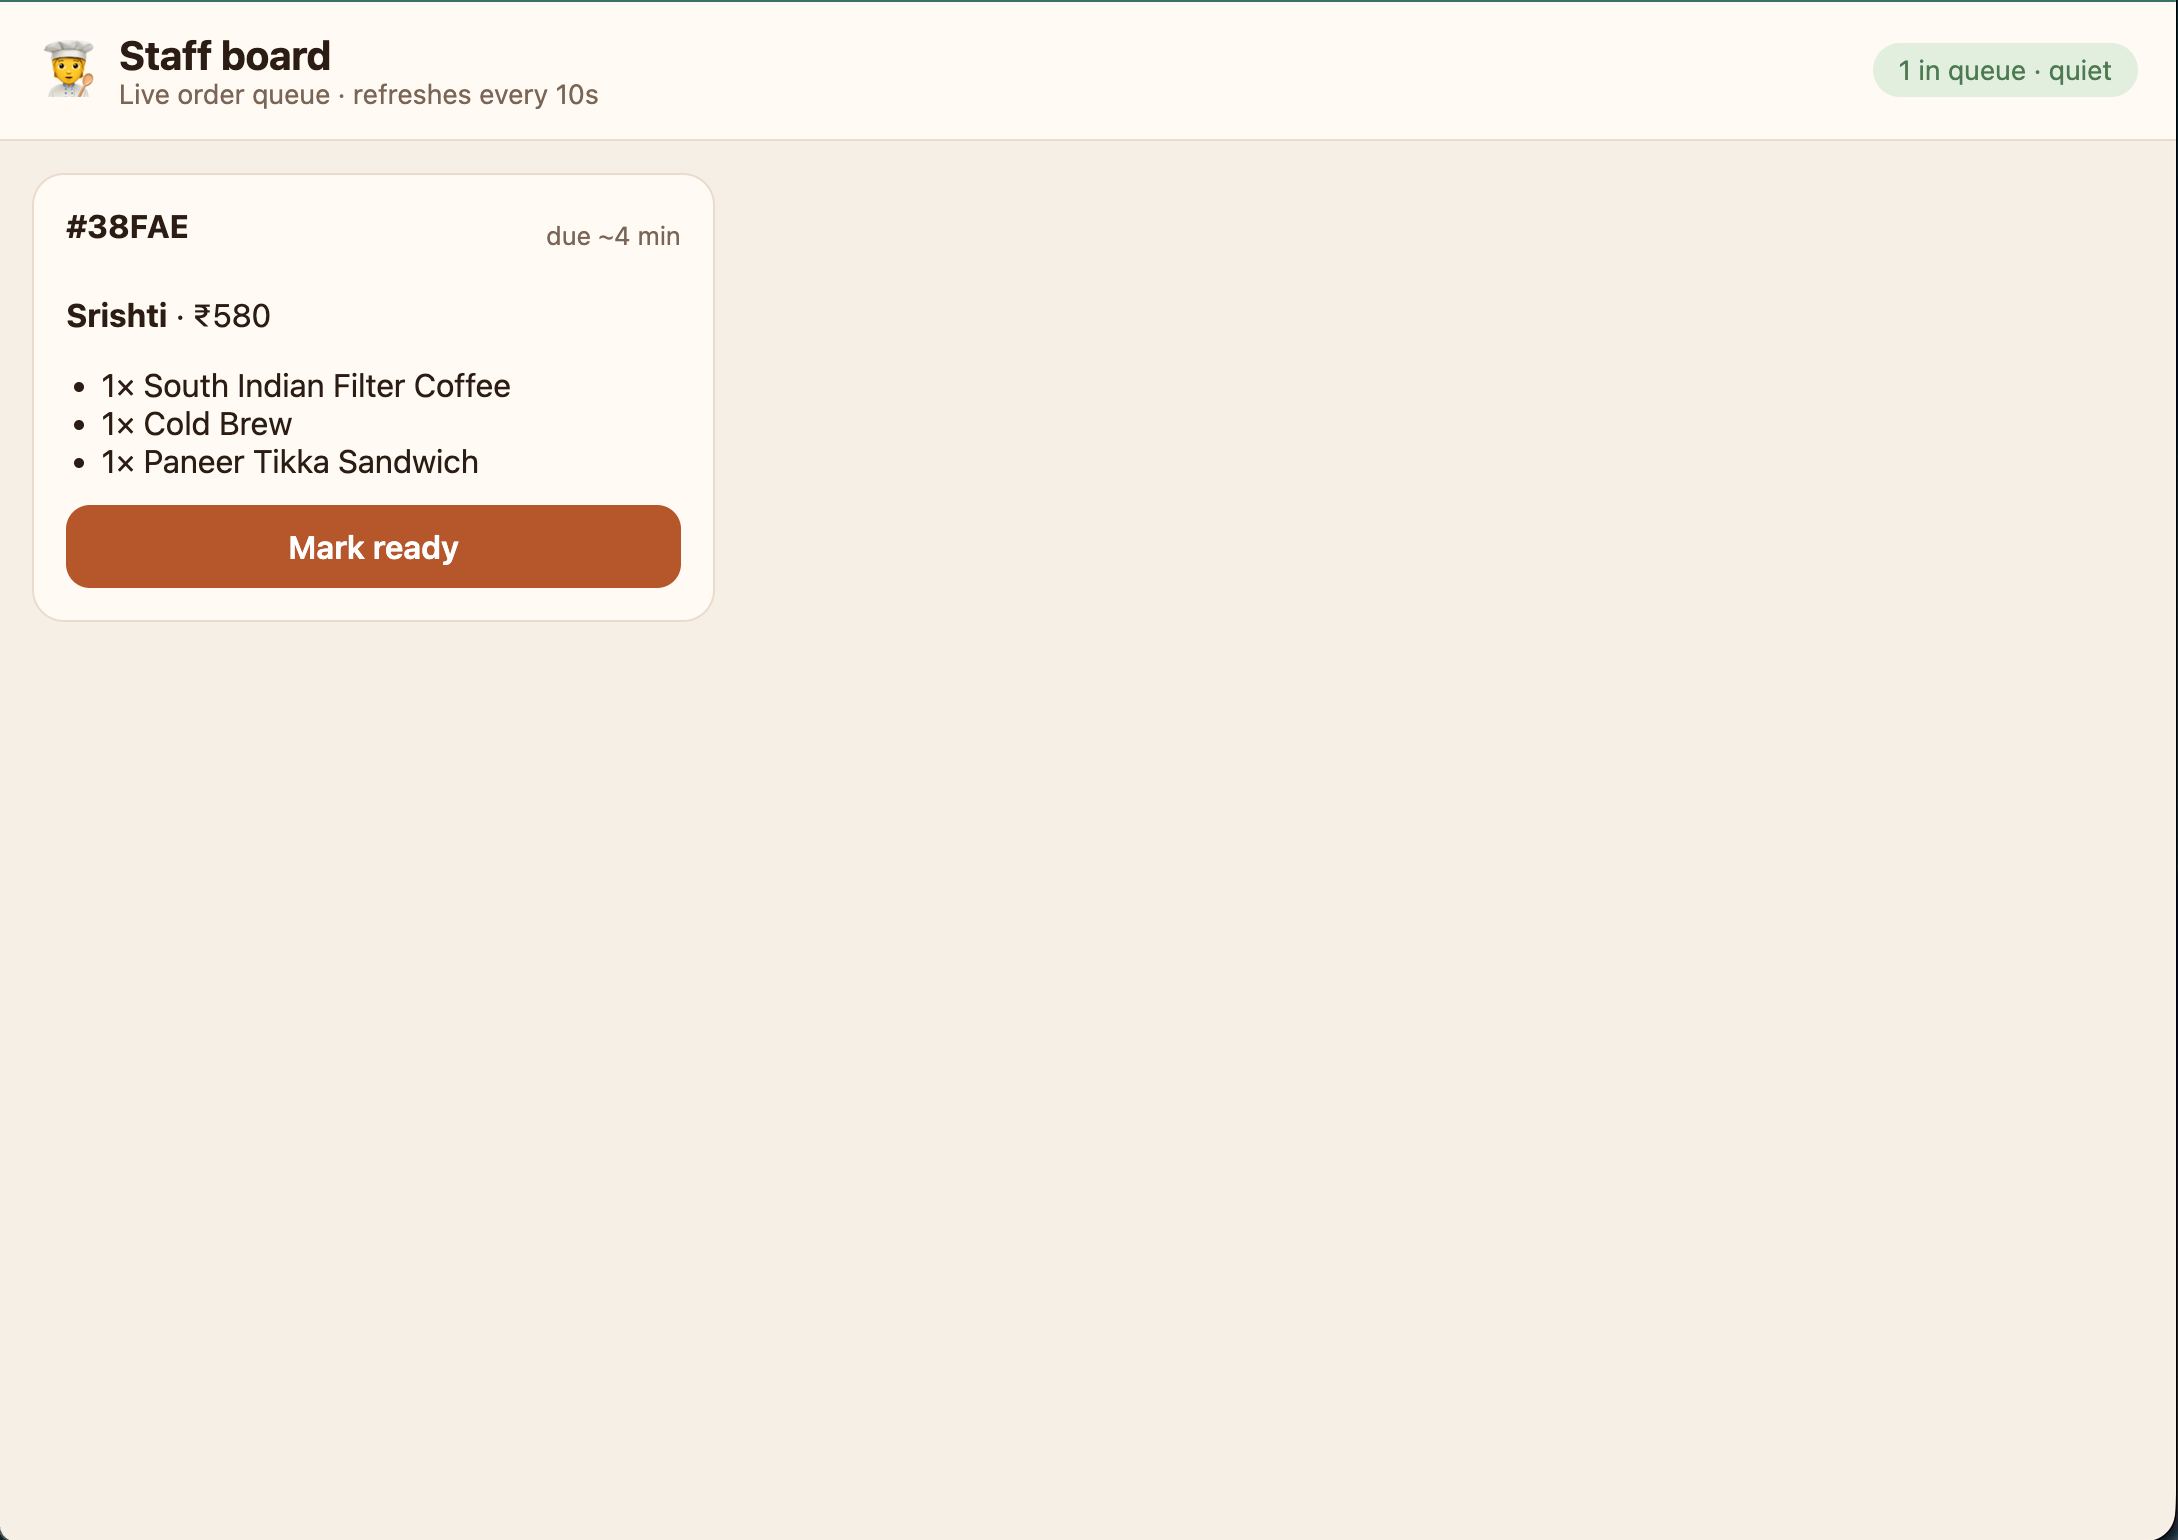 Staff board
Live order queue · refreshes every 10s
1 in queue · quiet
#38FAE
due ~4 min
Srishti · ₹580
• 1× South Indian Filter Coffee
• 1× Cold Brew
• 1× Paneer Tikka Sandwich
Mark ready